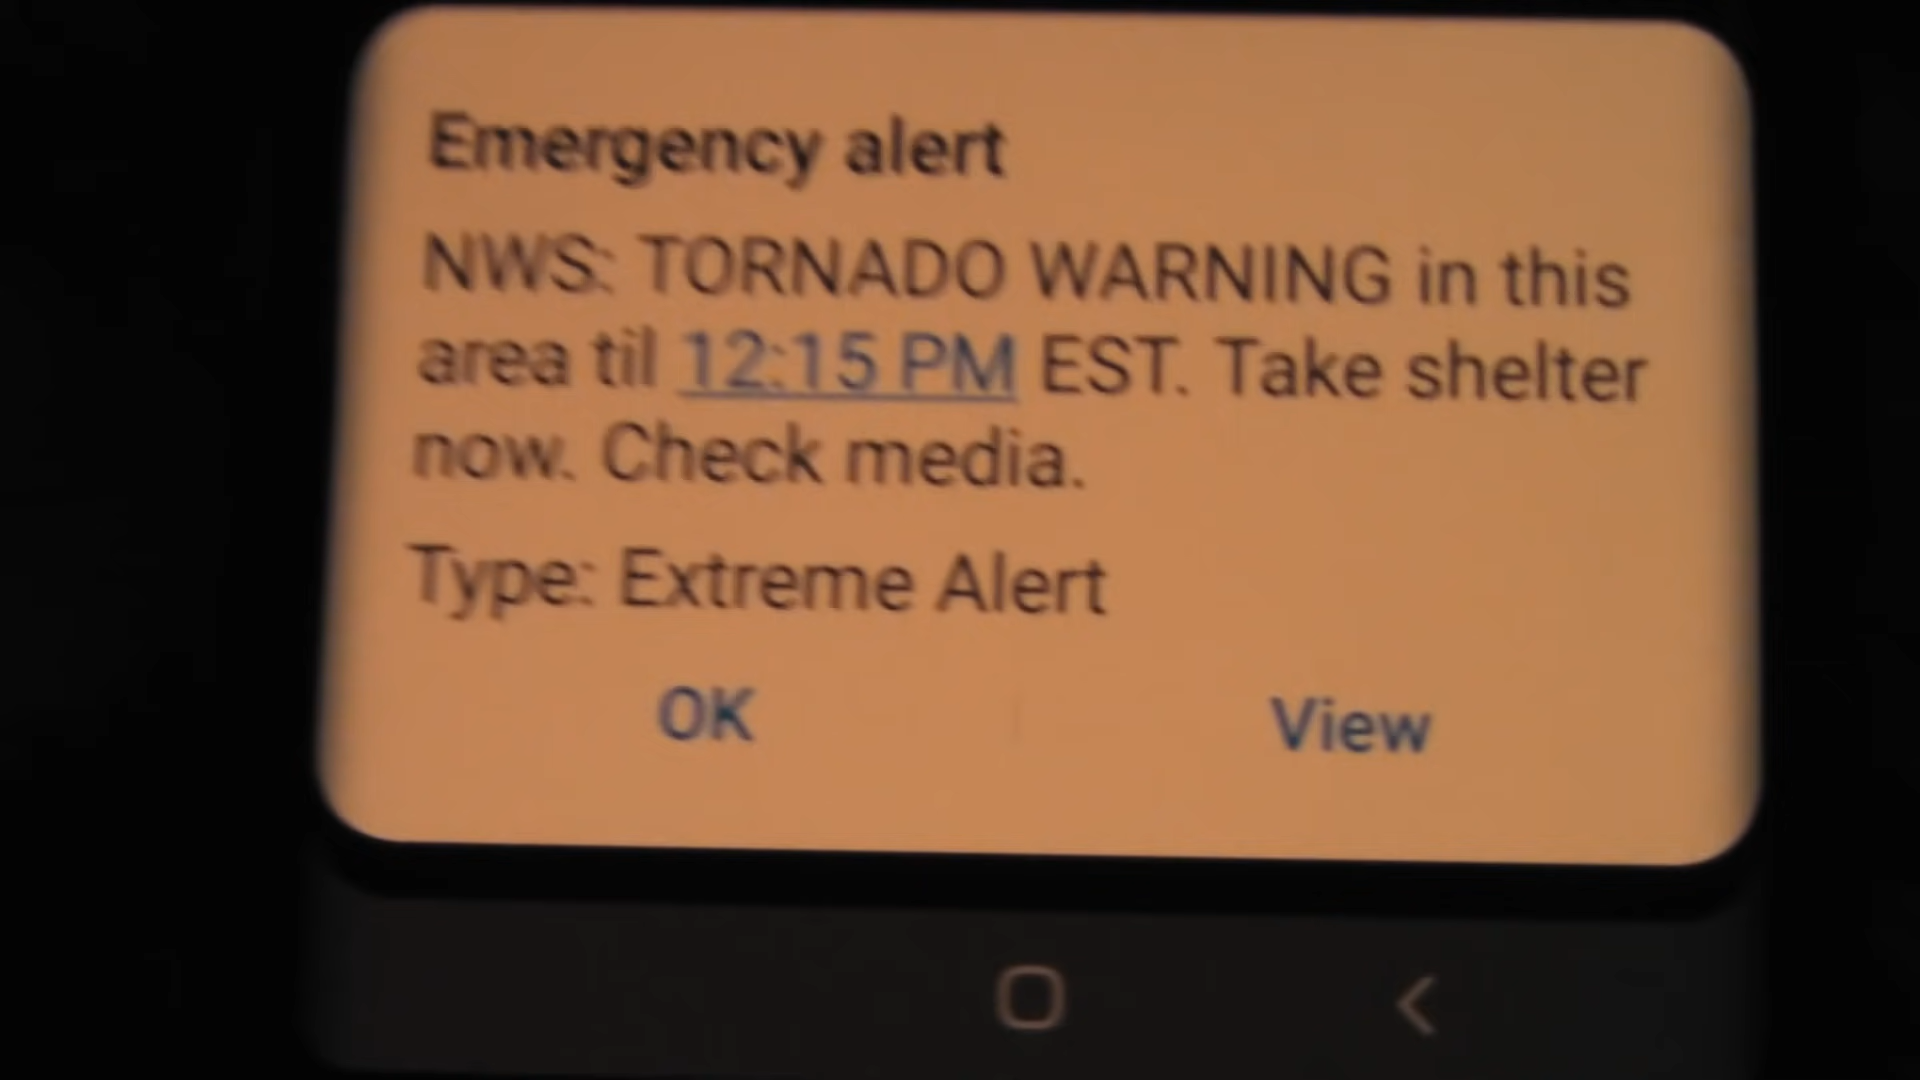 Emergency alert
NWS: TORNADO WARNING in this
area til 12:15 PM EST. Take shelter
now. Check media.
Type: Extreme Alert
OK
View